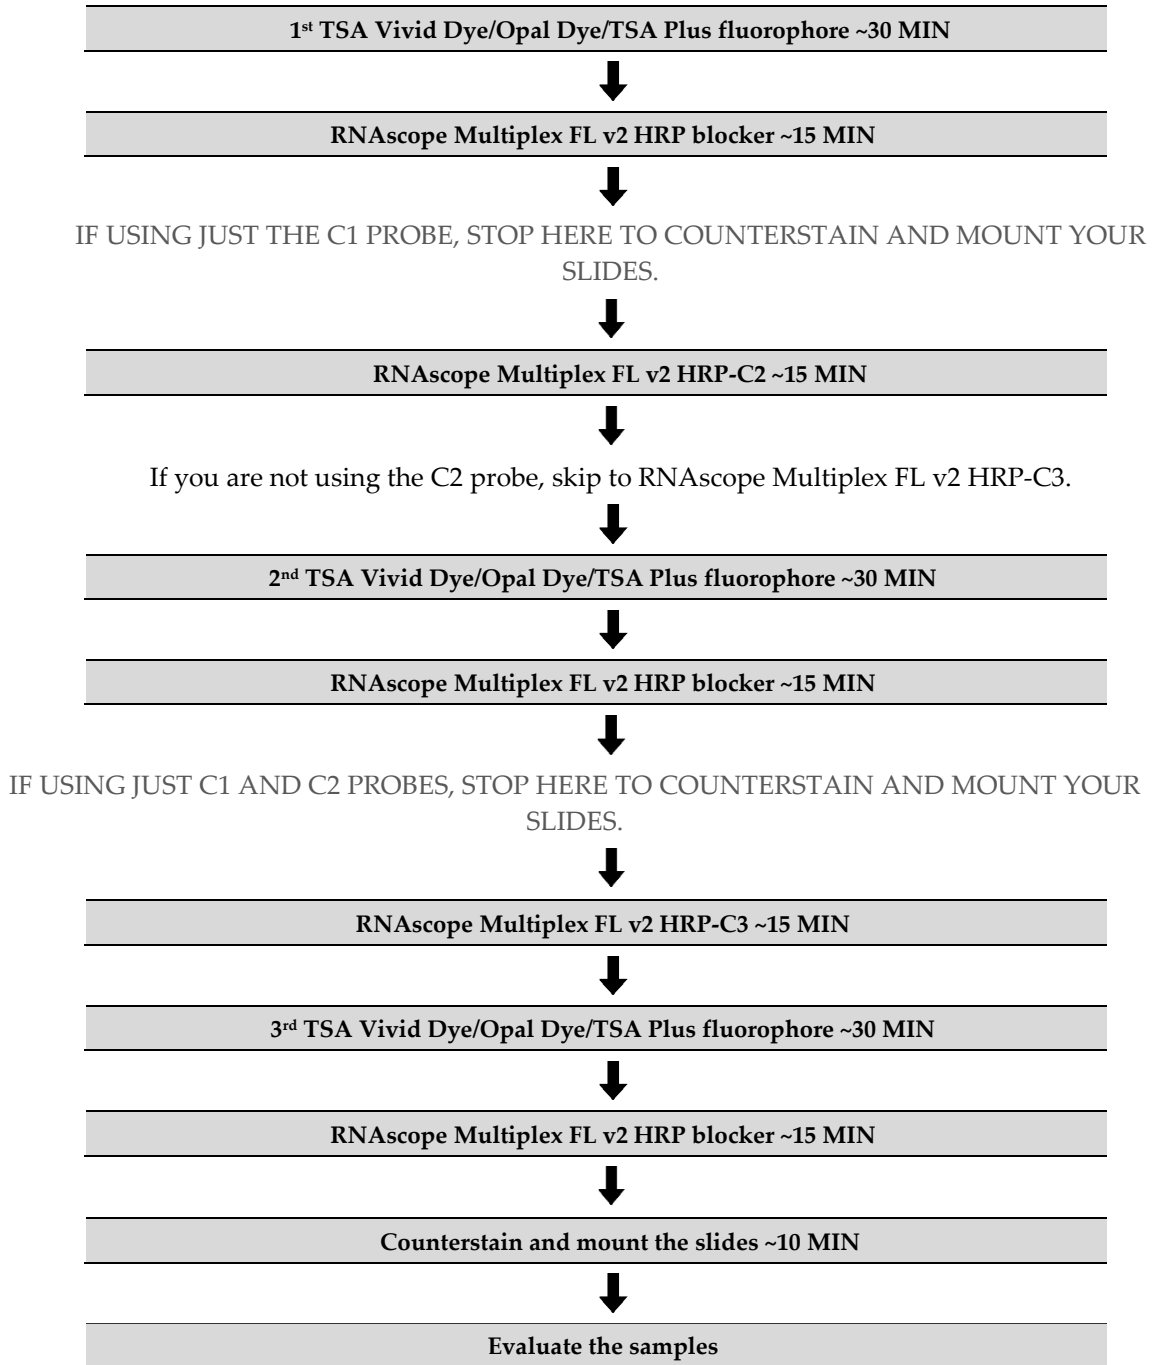 1st TSA Vivid Dye/Opal Dye/TSA Plus fluorophore ~30 MIN
RNAscope Multiplex FL v2 HRP blocker ~15 MIN
IF USING JUST THE C1 PROBE, STOP HERE TO COUNTERSTAIN AND MOUNT YOUR
SLIDES.
RNAscope Multiplex FL v2 HRP-C2 ~15 MIN
If you are not using the C2 probe, skip to RNAscope Multiplex FL v2 HRP-C3.
2nd TSA Vivid Dye/Opal Dye/TSA Plus fluorophore ~30 MIN
RNAscope Multiplex FL v2 HRP blocker ~15 MIN
IF USING JUST C1 AND C2 PROBES, STOP HERE TO COUNTERSTAIN AND MOUNT YOUR
SLIDES.
RNAscope Multiplex FL v2 HRP-C3 ~15 MIN
3rd TSA Vivid Dye/Opal Dye/TSA Plus fluorophore ~30 MIN
RNAscope Multiplex FL v2 HRP blocker ~15 MIN
Counterstain and mount the slides ~10 MIN
Evaluate the samples